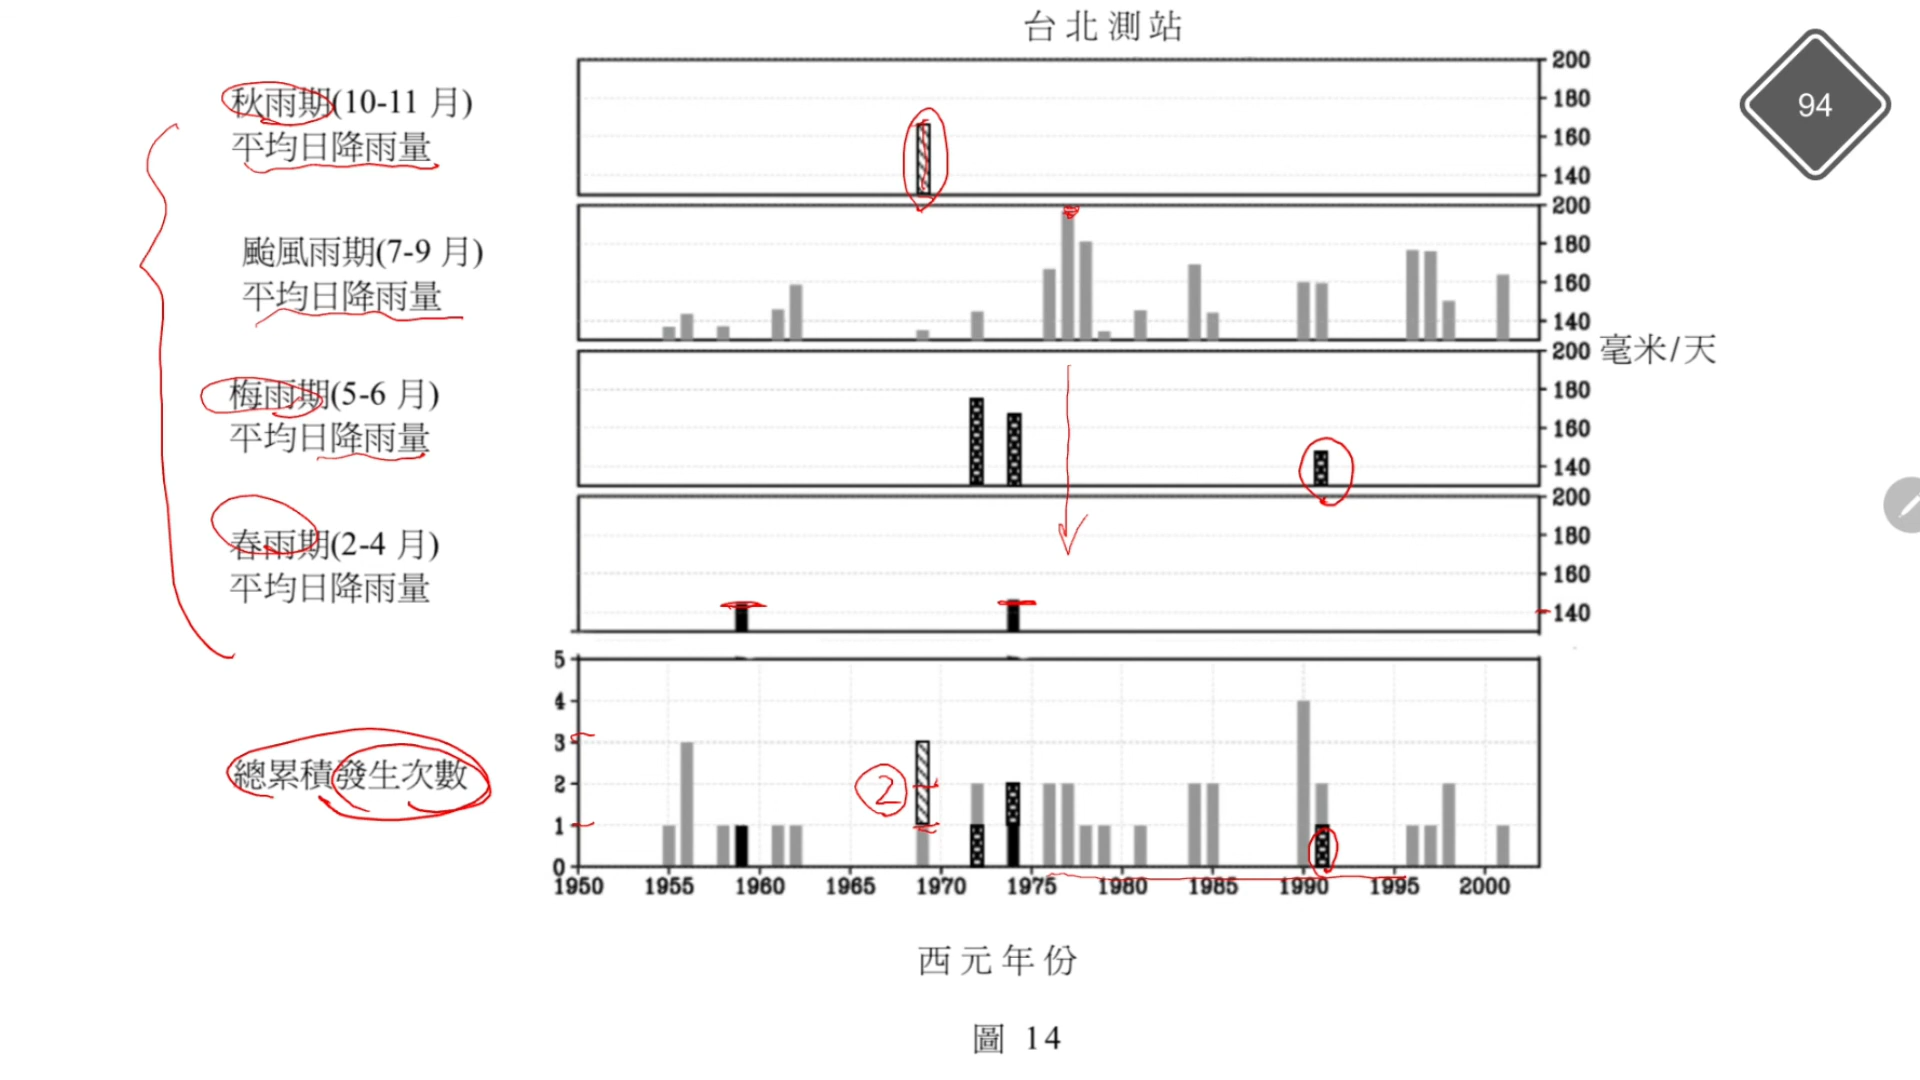 台北測站
94
秋雨期(10-11 月)
平均日降雨量
200
180
160
140
颱風雨期(7-9 月)
平均日降雨量
200
180
160
140
毫米/天
梅雨期(5-6 月)
平均日降雨量
200
180
160
140
春雨期(2-4 月)
平均日降雨量
200
180
160
140
總累積發生次數
5
4
3
2
1
0
2
1950 1955 1960 1965 1970 1975 1980 1985 1990 1995 2000
西元年份
圖 14